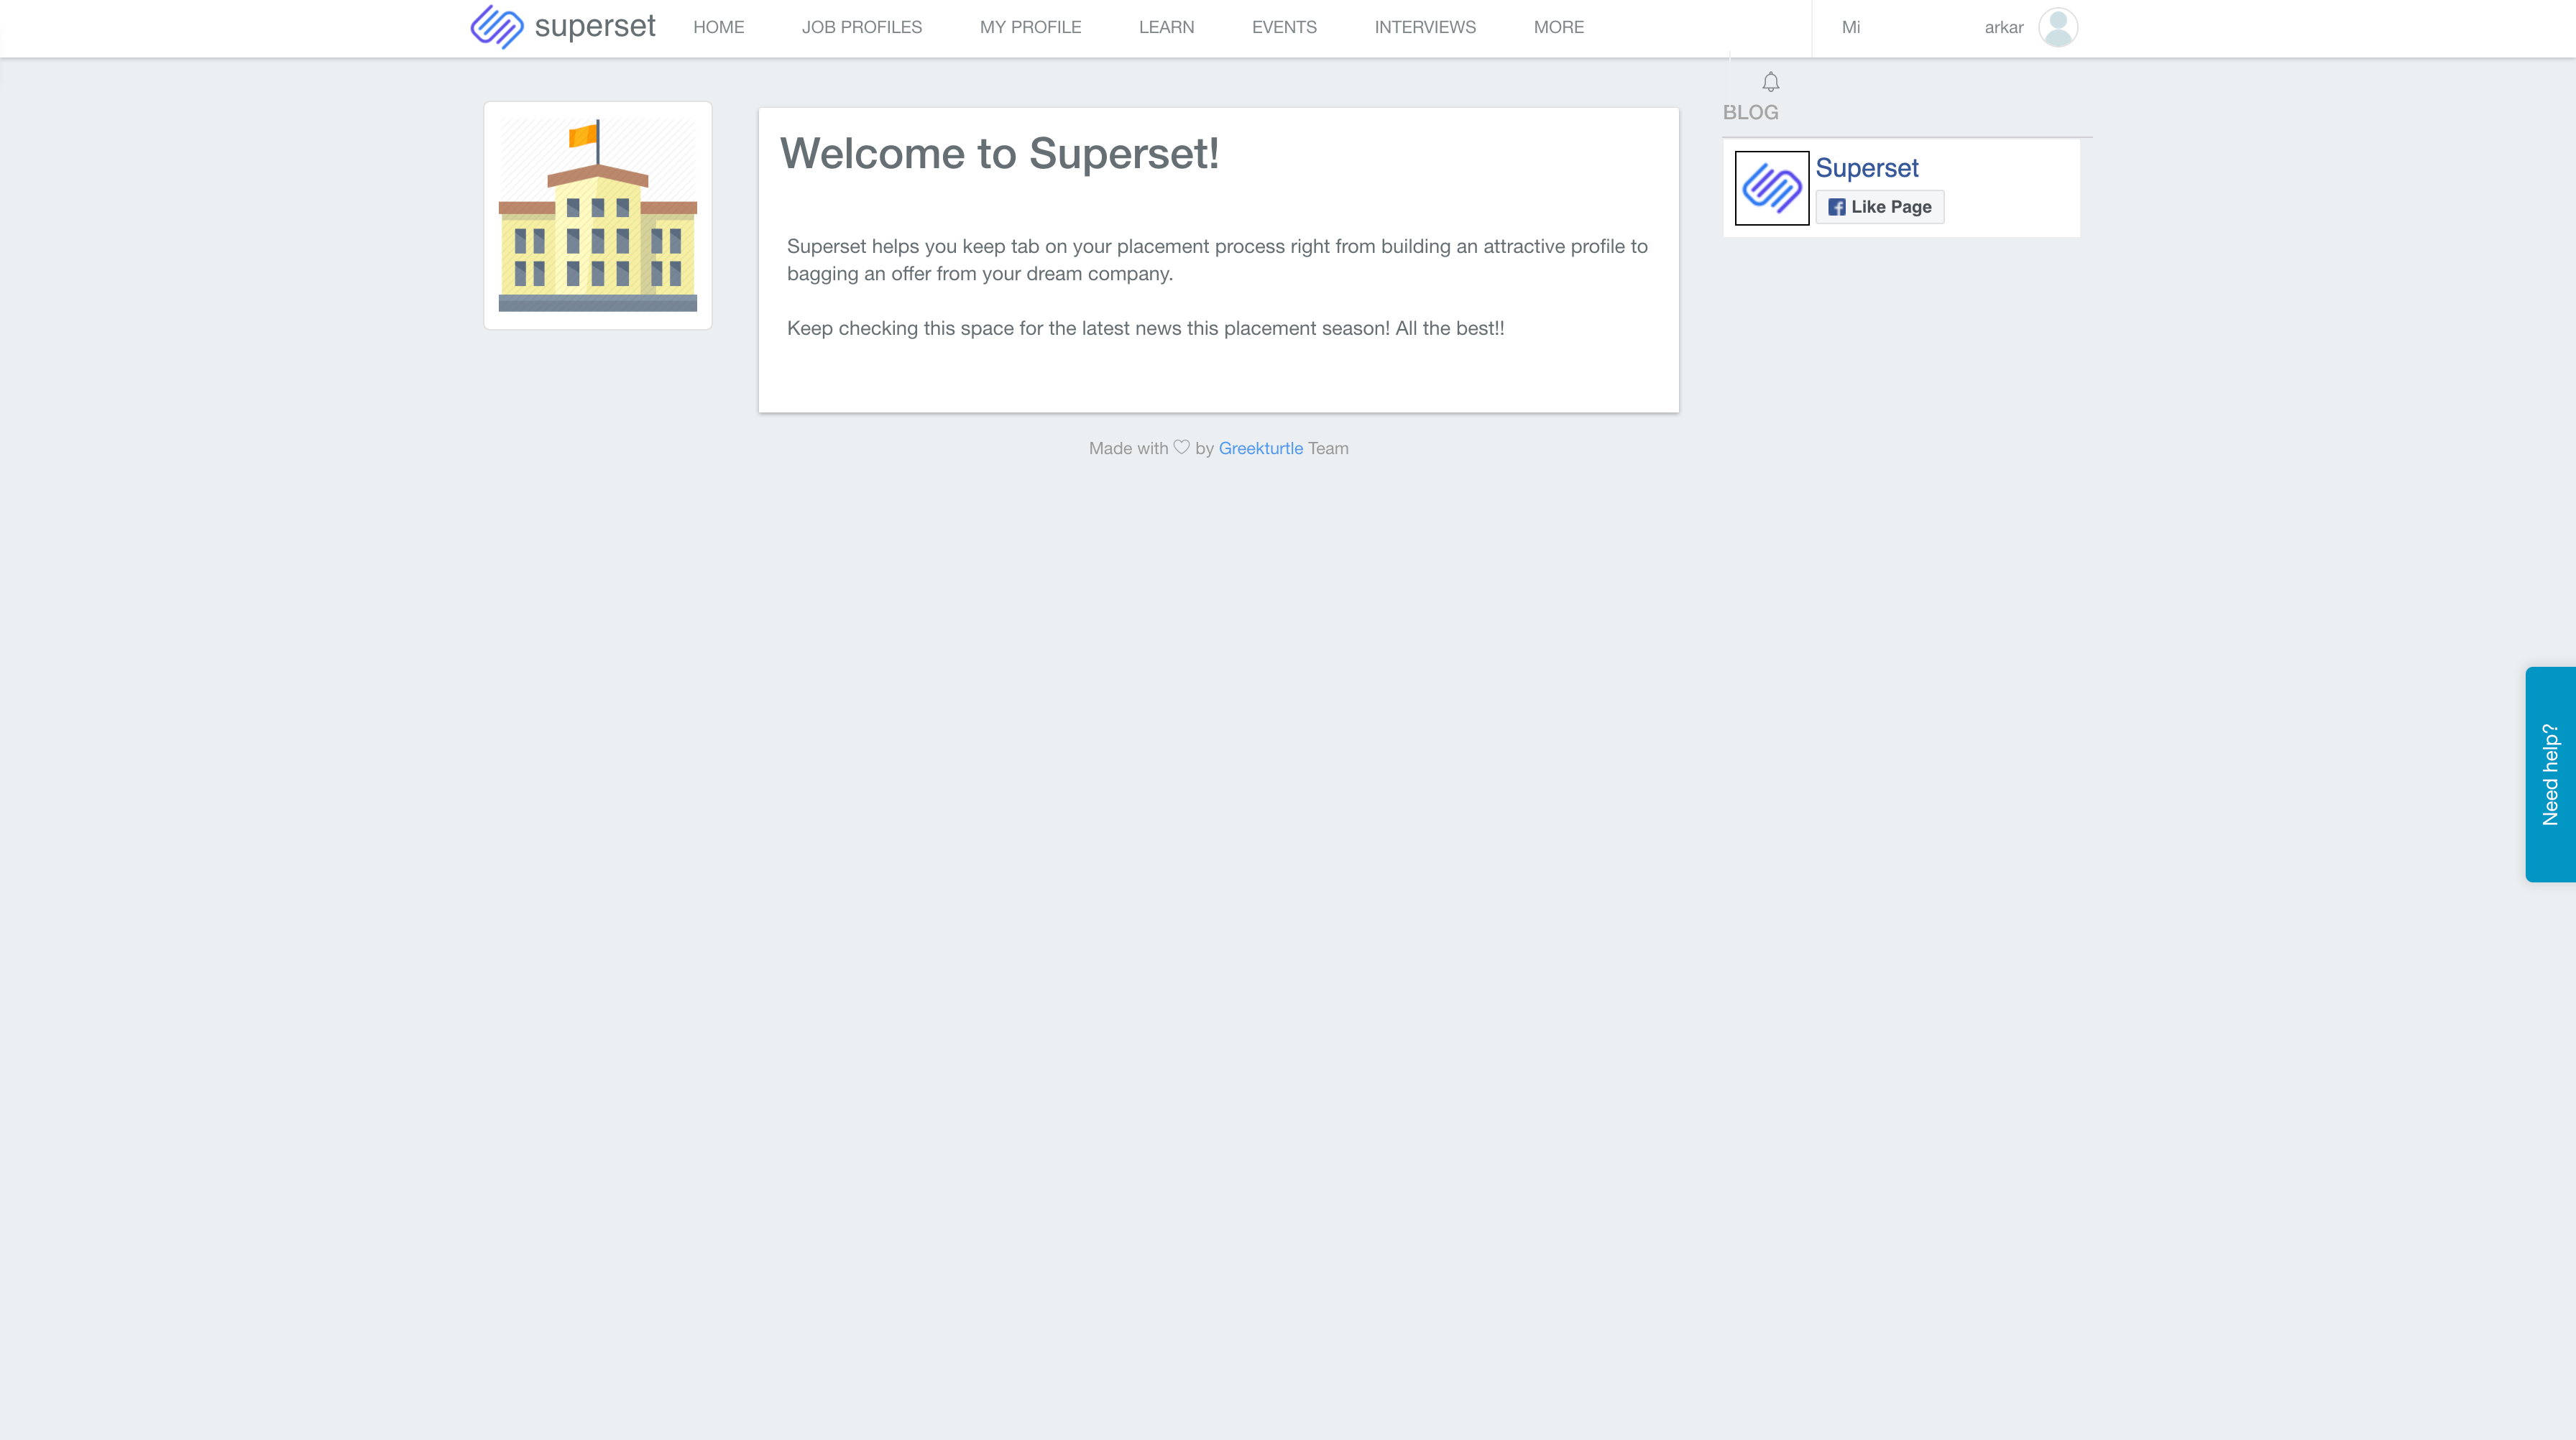 superset
HOME
JOB PROFILES
MY PROFILE
LEARN
EVENTS
INTERVIEWS
MORE
Mi arkar
Welcome to Superset!
Superset helps you keep tab on your placement process right from building an attractive profile to
bagging an offer from your dream company.
Keep checking this space for the latest news this placement season! All the best!!
Made with by Greekturtle Team
BLOG
Superset
Like Page
Need help?